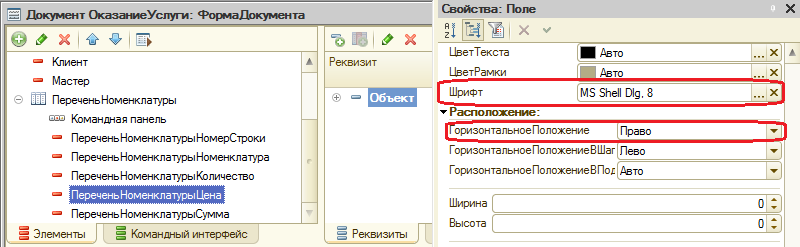 Документ ОказаниеУслуги: ФормаДокумента
Клиент
Мастер
ПереченьНоменклатуры
Командная панель
ПереченьНоменклатурыНомерСтроки
ПереченьНоменклатурыНоменклатура
ПереченьНоменклатурыКоличество
ПереченьНоменклатурыЦена
ПереченьНоменклатурыСумма
Элементы
Командный интерфейс
Реквизит
Объект
Реквизиты
Свойства: Поле
ЦветТекста Авто ...
ЦветРамки Авто ...
Шрифт MS Shell Dlg, 8 ...
Расположение:
ГоризонтальноеПоложение Право
ГоризонтальноеПоложениеВШаг Лево
ГоризонтальноеПоложениеВПод Авто
Ширина 0
Высота 0